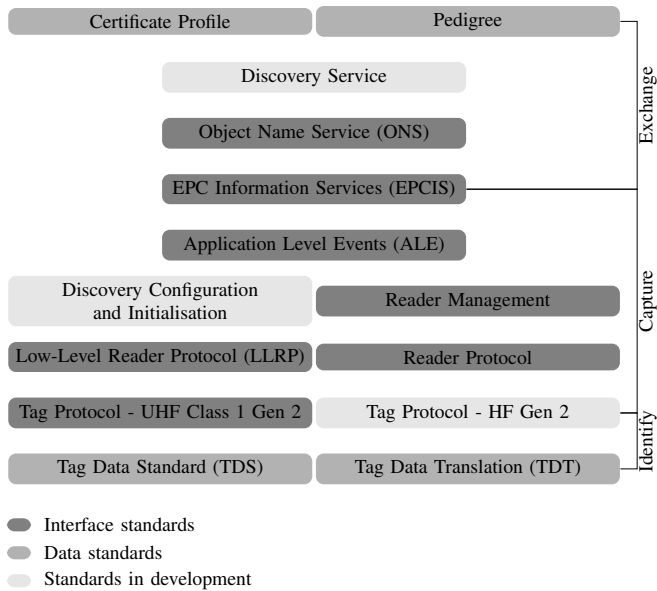 Certificate Profile
Pedigree
Discovery Service
Object Name Service (ONS)
EPC Information Services (EPCIS)
Application Level Events (ALE)
Discovery Configuration
and Initialisation
Reader Management
Low-Level Reader Protocol (LLRP)
Reader Protocol
Tag Protocol - UHF Class 1 Gen 2
Tag Protocol - HF Gen 2
Tag Data Standard (TDS)
Tag Data Translation (TDT)
Exchange
Capture
Identify
Interface standards
Data standards
Standards in development